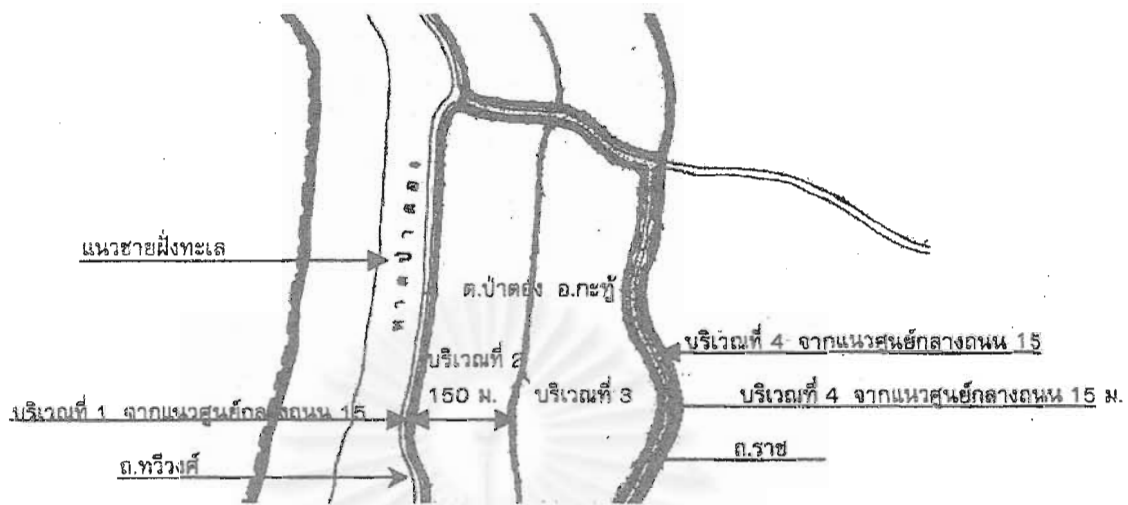 หาดป่าตอง
แนวชายฝั่งทะเล
ต.ป่าตอง อ.กะทู้
บริเวณที่ 4 จากแนวศูนย์กลางถนน 15
บริเวณที่ 2
150 ม.
บริเวณที่ 3
บริเวณที่ 4 จากแนวศูนย์กลางถนน 15 ม.
บริเวณที่ 1 จากแนวศูนย์กลางถนน 15
ถ.ราช
ถ.ทวีวงศ์